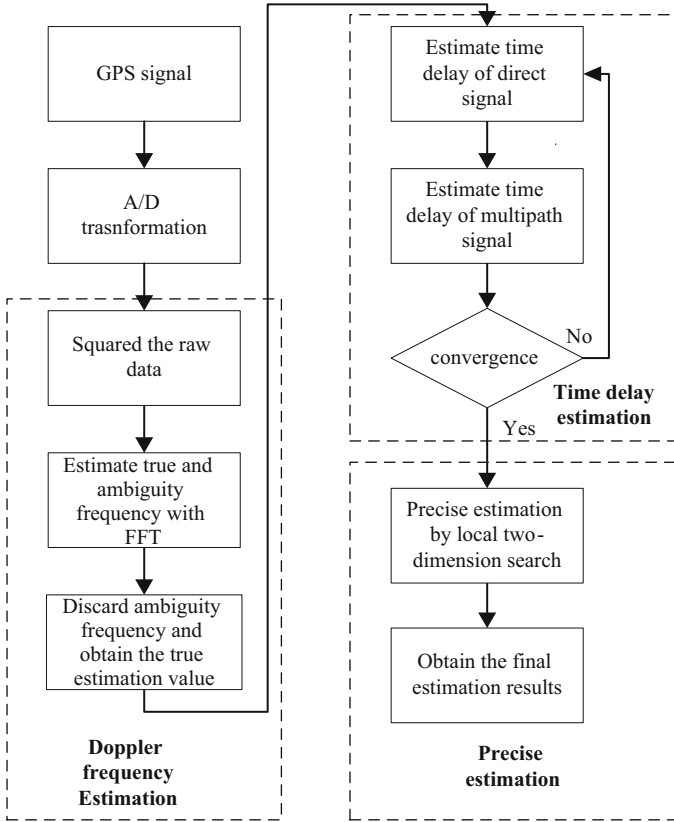 GPS signal
A/D
trasnformation
Squared the raw
data
Estimate true and
ambiguity
frequency with
FFT
Discard ambiguity
frequency and
obtain the true
estimation value
Doppler
frequency
Estimation
Estimate time
delay of direct
signal
Estimate time
delay of multipath
signal
convergence
No
Time delay
estimation
Yes
Precise estimation
by local two-
dimension search
Obtain the final
estimation results
Precise
estimation